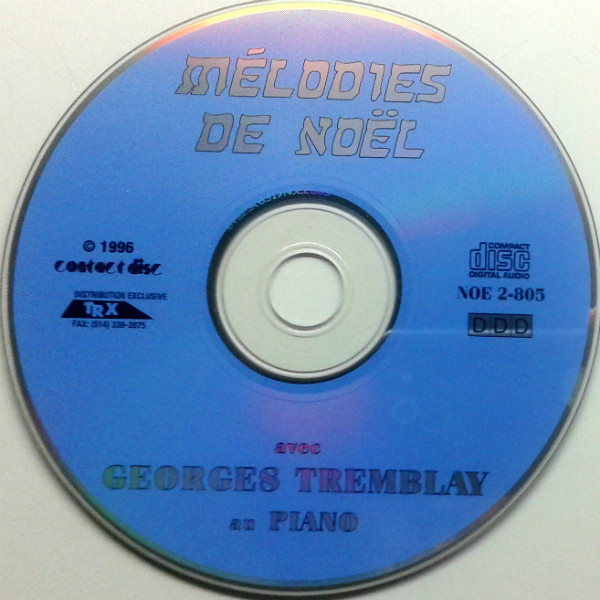 MÉLODIES
DE NOËL
© 1996
contact disc
DISTRIBUTION EXCLUSIVE
TRX
FAX: (514) 339-2875
COMPACT
disc
DIGITAL AUDIO
NOE 2-805
DDD
avec
GEORGES TREMBLAY
au PIANO